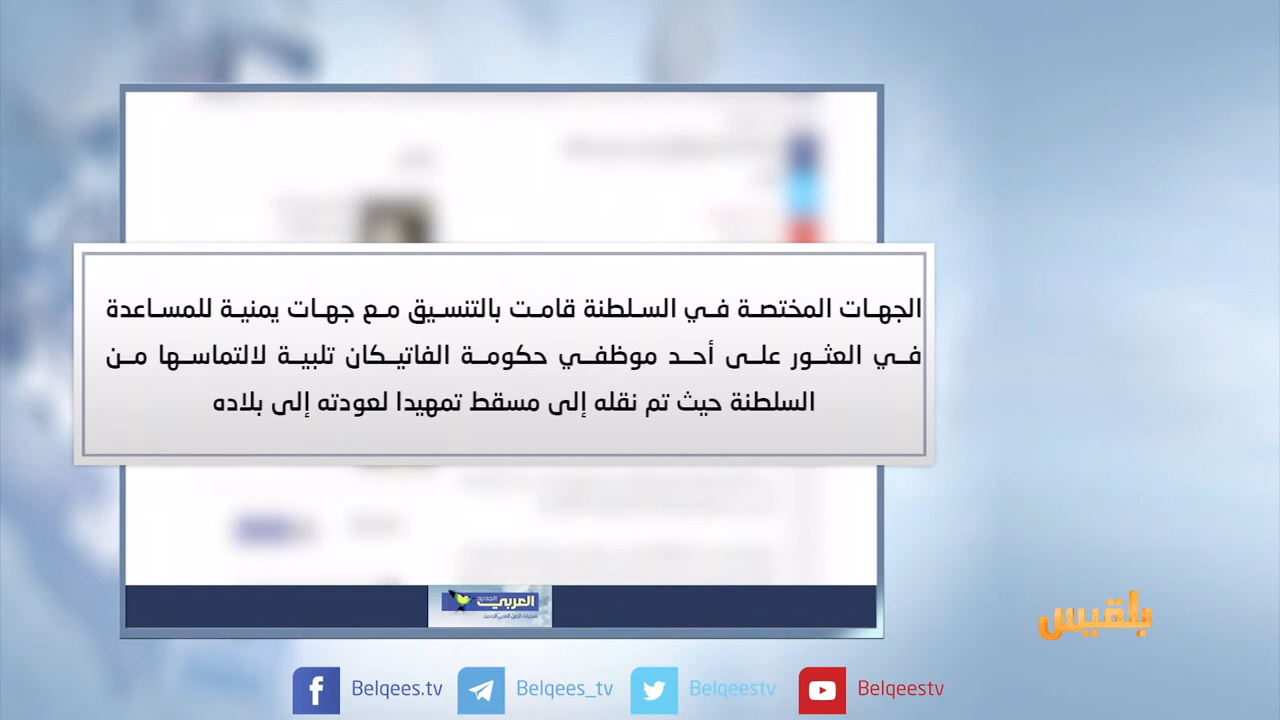 الجهات المختصة في السلطنة قامت بالتنسيق مع جهات يمنية للمساعدة
في العثور على أحد موظفي حكومة الفاتيكان تلبية لالتماسها من
السلطنة حيث تم نقله إلى مسقط تمهيدا لعودته إلى بلاده
العربي الجديد
بلقيس
Belqees.tv
Belqees_tv
Belqeestv
Belqeestv